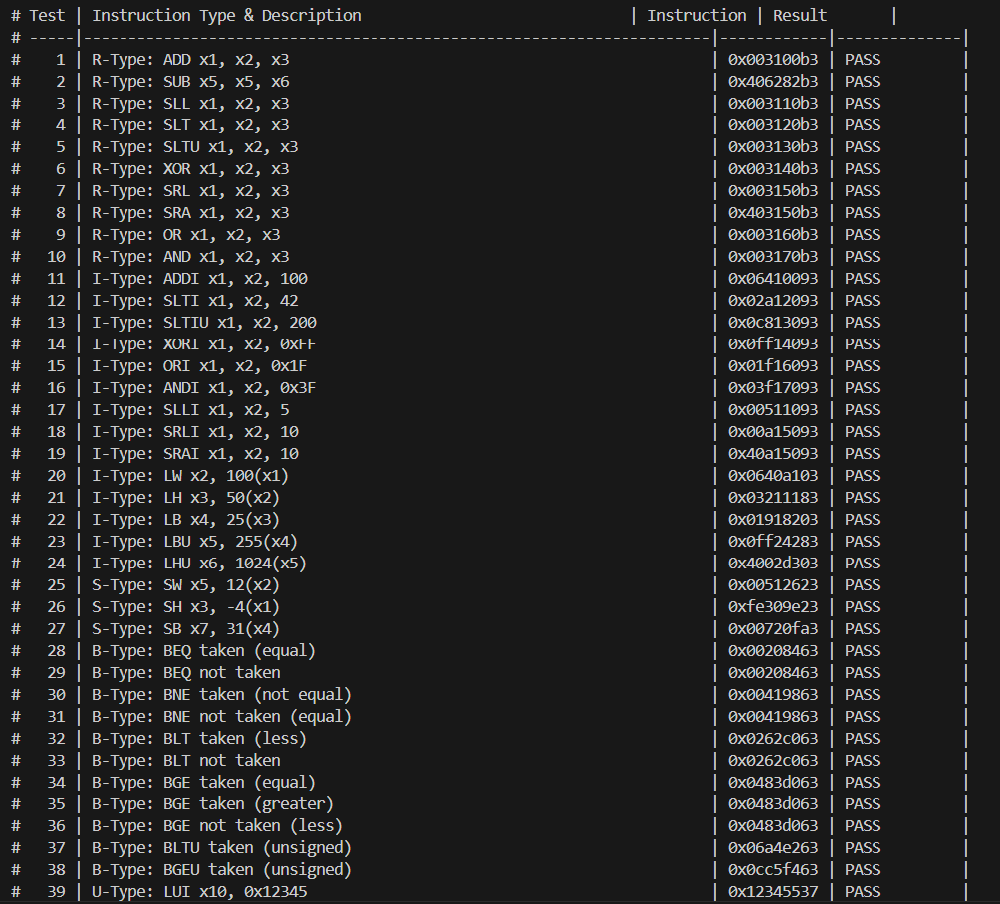 # Test | Instruction Type & Description | Instruction | Result |
# -----|----------------------------------------------------------------------|------------|--------------|
# 1 | R-Type: ADD x1, x2, x3 | 0x003100b3 | PASS |
# 2 | R-Type: SUB x5, x5, x6 | 0x406282b3 | PASS |
# 3 | R-Type: SLL x1, x2, x3 | 0x003110b3 | PASS |
# 4 | R-Type: SLT x1, x2, x3 | 0x003120b3 | PASS |
# 5 | R-Type: SLTU x1, x2, x3 | 0x003130b3 | PASS |
# 6 | R-Type: XOR x1, x2, x3 | 0x003140b3 | PASS |
# 7 | R-Type: SRL x1, x2, x3 | 0x003150b3 | PASS |
# 8 | R-Type: SRA x1, x2, x3 | 0x403150b3 | PASS |
# 9 | R-Type: OR x1, x2, x3 | 0x003160b3 | PASS |
# 10 | R-Type: AND x1, x2, x3 | 0x003170b3 | PASS |
# 11 | I-Type: ADDI x1, x2, 100 | 0x06410093 | PASS |
# 12 | I-Type: SLTI x1, x2, 42 | 0x02a12093 | PASS |
# 13 | I-Type: SLTIU x1, x2, 200 | 0x0c813093 | PASS |
# 14 | I-Type: XORI x1, x2, 0xFF | 0x0ff14093 | PASS |
# 15 | I-Type: ORI x1, x2, 0x1F | 0x01f16093 | PASS |
# 16 | I-Type: ANDI x1, x2, 0x3F | 0x03f17093 | PASS |
# 17 | I-Type: SLLI x1, x2, 5 | 0x00511093 | PASS |
# 18 | I-Type: SRLI x1, x2, 10 | 0x00a15093 | PASS |
# 19 | I-Type: SRAI x1, x2, 10 | 0x40a15093 | PASS |
# 20 | I-Type: LW x2, 100(x1) | 0x0640a103 | PASS |
# 21 | I-Type: LH x3, 50(x2) | 0x03211183 | PASS |
# 22 | I-Type: LB x4, 25(x3) | 0x01918203 | PASS |
# 23 | I-Type: LBU x5, 255(x4) | 0x0ff24283 | PASS |
# 24 | I-Type: LHU x6, 1024(x5) | 0x4002d303 | PASS |
# 25 | S-Type: SW x5, 12(x2) | 0x00512623 | PASS |
# 26 | S-Type: SH x3, -4(x1) | 0xfe309e23 | PASS |
# 27 | S-Type: SB x7, 31(x4) | 0x00720fa3 | PASS |
# 28 | B-Type: BEQ taken (equal) | 0x00208463 | PASS |
# 29 | B-Type: BEQ not taken | 0x00208463 | PASS |
# 30 | B-Type: BNE taken (not equal) | 0x00419863 | PASS |
# 31 | B-Type: BNE not taken (equal) | 0x00419863 | PASS |
# 32 | B-Type: BLT taken (less) | 0x0262c063 | PASS |
# 33 | B-Type: BLT not taken | 0x0262c063 | PASS |
# 34 | B-Type: BGE taken (equal) | 0x0483d063 | PASS |
# 35 | B-Type: BGE taken (greater) | 0x0483d063 | PASS |
# 36 | B-Type: BGE not taken (less) | 0x0483d063 | PASS |
# 37 | B-Type: BLTU taken (unsigned) | 0x06a4e263 | PASS |
# 38 | B-Type: BGEU taken (unsigned) | 0x0cc5f463 | PASS |
# 39 | U-Type: LUI x10, 0x12345 | 0x12345537 | PASS |